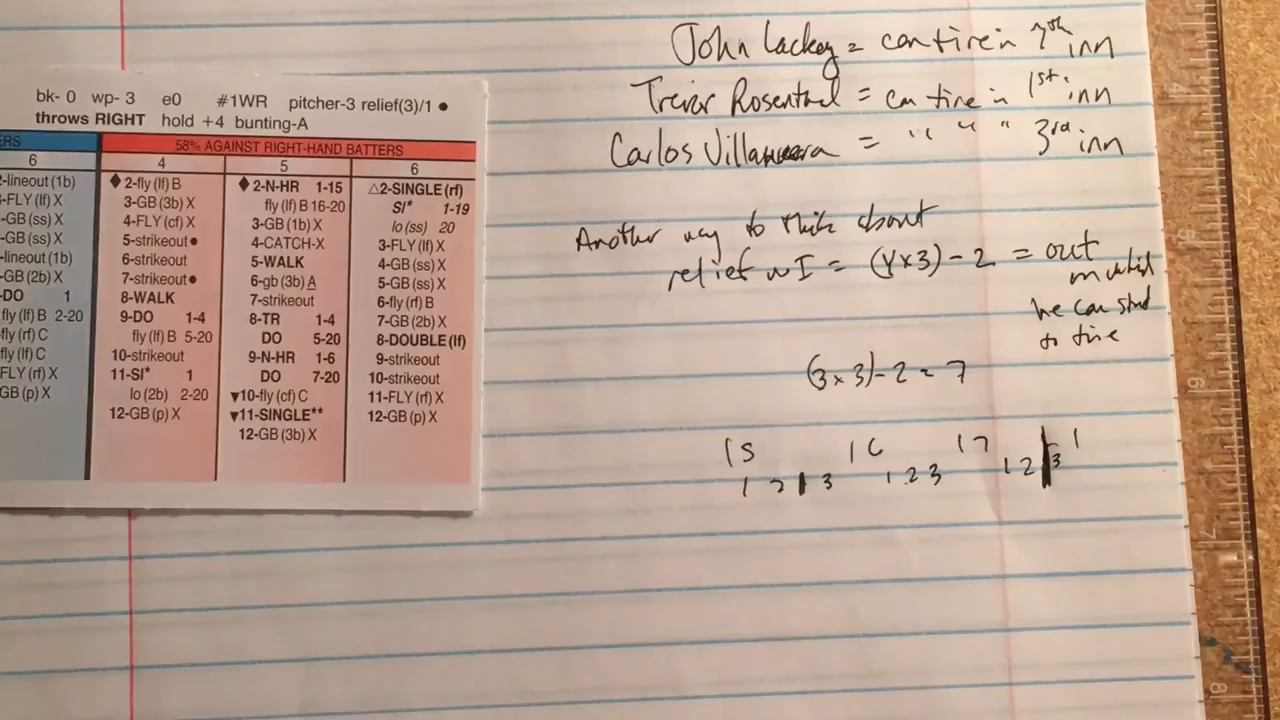 bk- 0 wp- 3 e0 #1WR pitcher-3 relief(3)/1 ●
throws RIGHT hold +4 bunting-A
ERS
6
-lineout (1b)
-FLY (lf) X
-GB (ss) X
-GB (ss) X
-lineout (1b)
-GB (2b) X
-DO 1
fly (lf) B 2-20
fly (rf) C
fly (lf) C
FLY (rf) X
GB (p) X
58% AGAINST RIGHT-HAND BATTERS
4
♦ 2-fly (lf) B
3-GB (3b) X
4-FLY (cf) X
5-strikeout ●
6-strikeout
7-strikeout ●
8-WALK
9-DO 1-4
fly (lf) B 5-20
10-strikeout
11-SI* 1
lo (2b) 2-20
12-GB (p) X
5
♦ 2-N-HR 1-15
fly (lf) B 16-20
3-GB (1b) X
4-CATCH-X
5-WALK
6-gb (3b) A
7-strikeout
8-TR 1-4
DO 5-20
9-N-HR 1-6
DO 7-20
▼10-fly (cf) C
▼11-SINGLE**
12-GB (3b) X
6
△2-SINGLE (rf)
SI* 1-19
lo (ss) 20
3-FLY (lf) X
4-GB (ss) X
5-GB (ss) X
6-fly (rf) B
7-GB (2b) X
8-DOUBLE (lf)
9-strikeout
10-strikeout
11-FLY (rf) X
12-GB (p) X
John Lackey = can tire in 7th inn
Trevor Rosenthal = can tire in 1st inn
Carlos Villanueva = " " " 3rd inn
Another way to think about
relief w I = (Y x 3) - 2 = out
in which
he can start
to tire
(3 x 3) - 2 = 7
15 16 17 1
1 2 3 1 2 3 1 2 3
4
5
6
7
8